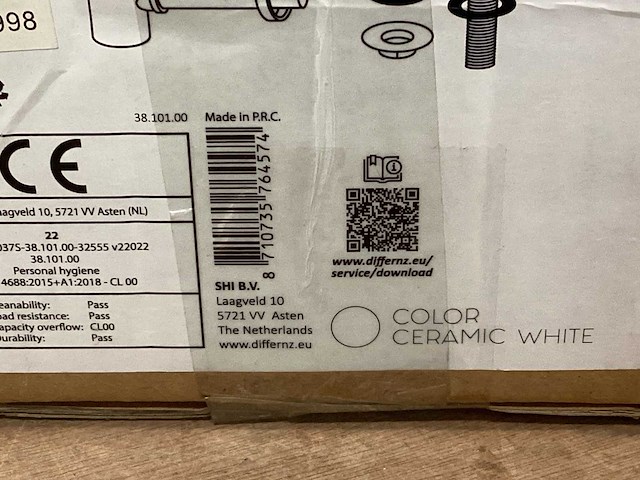 998
38.101.00
Made in P.R.C.
CE
aagveld 10, 5721 VV Asten (NL)
22
037S-38.101.00-32555 v22022
38.101.00
Personal hygiene
14688:2015+A1:2018 - CL 00
eanability: Pass
oad resistance: Pass
apacity overflow: CL00
Durability: Pass
8 710735 764574
SHI B.V.
Laagveld 10
5721 VV Asten
The Netherlands
www.differnz.eu
www.differnz.eu/
service/download
COLOR
CERAMIC WHITE